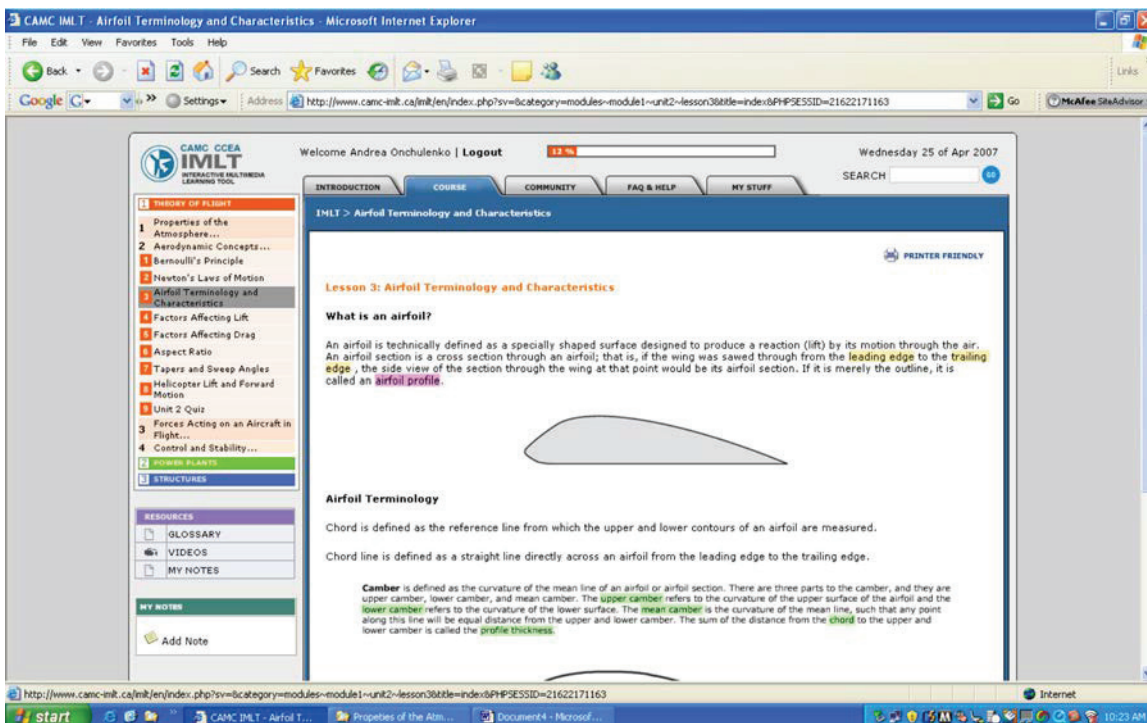 CAMC IMLT - Airfoil Terminology and Characteristics - Microsoft Internet Explorer
File Edit View Favorites Tools Help
Back Search Favorites
Links
Google G Settings Address http://www.camc-imlt.ca/imlt/en/index.php?sv=&category=modules~module1~unit2~lesson3&title=index&PHPSESSID=21622171163 Go McAfee SiteAdvisor
CAMC CCEA
IMLT
INTERACTIVE MULTIMEDIA
LEARNING TOOL
Welcome Andrea Onchulenko | Logout 12 % Wednesday 25 of Apr 2007
SEARCH GO
INTRODUCTION COURSE COMMUNITY FAQ & HELP MY STUFF
1 THEORY OF FLIGHT
1 Properties of the
Atmosphere...
2 Aerodynamic Concepts...
1 Bernoulli's Principle
2 Newton's Laws of Motion
3 Airfoil Terminology and
Characteristics
4 Factors Affecting Lift
5 Factors Affecting Drag
6 Aspect Ratio
7 Tapers and Sweep Angles
8 Helicopter Lift and Forward
Motion
9 Unit 2 Quiz
3 Forces Acting on an Aircraft in
Flight...
4 Control and Stability...
2 POWER PLANTS
3 STRUCTURES
RESOURCES
GLOSSARY
VIDEOS
MY NOTES
MY NOTES
Add Note
IMLT > Airfoil Terminology and Characteristics
PRINTER FRIENDLY
Lesson 3: Airfoil Terminology and Characteristics
What is an airfoil?
An airfoil is technically defined as a specially shaped surface designed to produce a reaction (lift) by its motion through the air.
An airfoil section is a cross section through an airfoil; that is, if the wing was sawed through from the leading edge to the trailing
edge , the side view of the section through the wing at that point would be its airfoil section. If it is merely the outline, it is
called an airfoil profile.
Airfoil Terminology
Chord is defined as the reference line from which the upper and lower contours of an airfoil are measured.
Chord line is defined as a straight line directly across an airfoil from the leading edge to the trailing edge.
Camber is defined as the curvature of the mean line of an airfoil or airfoil section. There are three parts to the camber, and they are
upper camber, lower camber, and mean camber. The upper camber refers to the curvature of the upper surface of the airfoil and the
lower camber refers to the curvature of the lower surface. The mean camber is the curvature of the mean line, such that any point
along this line will be equal distance from the upper and lower camber. The sum of the distance from the chord to the upper and
lower camber is called the profile thickness.
http://www.camc-imlt.ca/imlt/en/index.php?sv=&category=modules~module1~unit2~lesson3&title=index&PHPSESSID=21622171163 Internet
start CAMC IMLT - Airfoil T... Propeties of the Atm... Document4 - Microsof... 10:23 AM